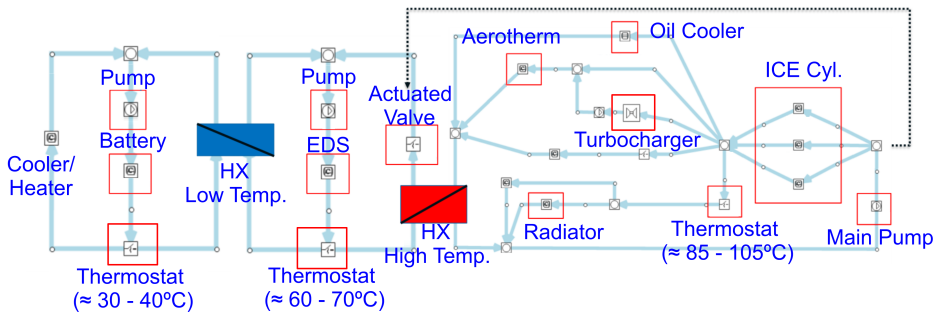 Aerotherm
Oil Cooler
Pump
Pump
Actuated
Valve
ICE Cyl.
Battery
EDS
Turbocharger
Cooler/
Heater
HX
Low Temp.
HX
High Temp.
Radiator
Thermostat
(≈ 85 - 105ºC)
Main Pump
Thermostat
(≈ 30 - 40ºC)
Thermostat
(≈ 60 - 70ºC)